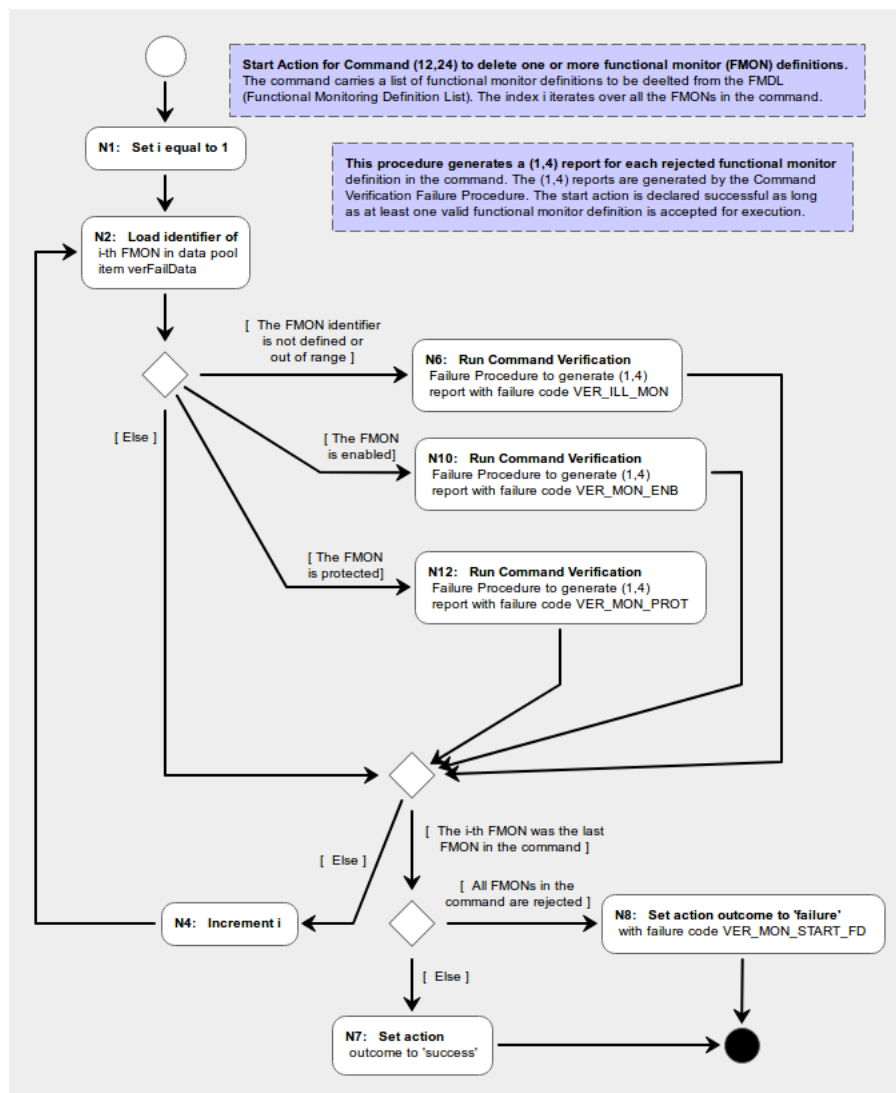 Start Action for Command (12,24) to delete one or more functional monitor (FMON) definitions.
The command carries a list of functional monitor definitions to be deelted from the FMDL
(Functional Monitoring Definition List). The index i iterates over all the FMONs in the command.
N1: Set i equal to 1
This procedure generates a (1,4) report for each rejected functional monitor
definition in the command. The (1,4) reports are generated by the Command
Verification Failure Procedure. The start action is declared successful as long
as at least one valid functional monitor definition is accepted for execution.
N2: Load identifier of
i-th FMON in data pool
item verFailData
[ The FMON identifier
is not defined or
out of range ]
N6: Run Command Verification
Failure Procedure to generate (1,4)
report with failure code VER_ILL_MON
[ Else ]
[ The FMON
is enabled]
N10: Run Command Verification
Failure Procedure to generate (1,4)
report with failure code VER_MON_ENB
[ The FMON
is protected]
N12: Run Command Verification
Failure Procedure to generate (1,4)
report with failure code VER_MON_PROT
[ The i-th FMON was the last
FMON in the command ]
[ Else ]
[ All FMONs in the
command are rejected ]
N4: Increment i
N8: Set action outcome to 'failure'
with failure code VER_MON_START_FD
[ Else ]
N7: Set action
outcome to 'success'